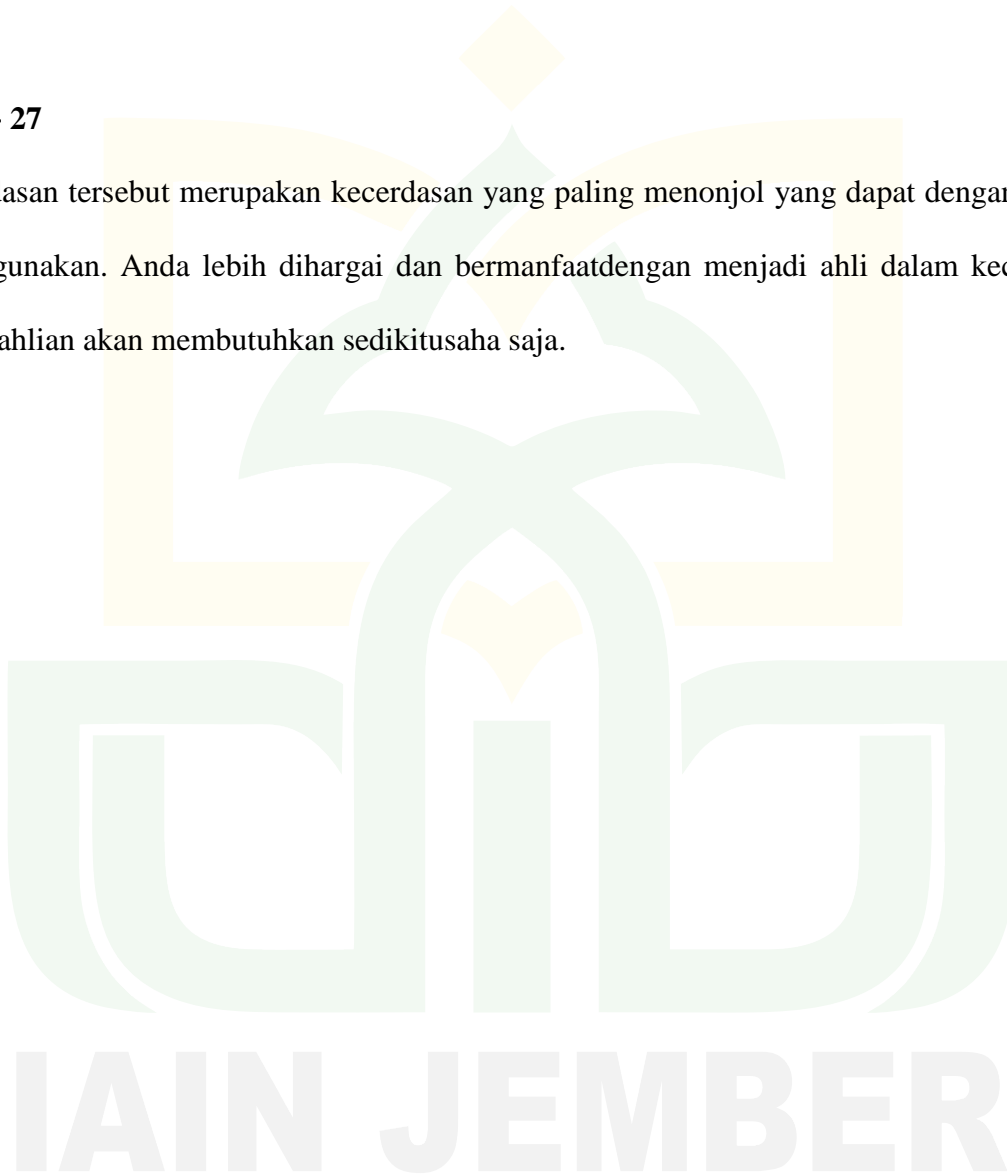 27
asan tersebut merupakan kecerdasan yang paling menonjol yang dapat dengan
gunakan. Anda lebih dihargai dan bermanfaatdengan menjadi ahli dalam kec
ahlian akan membutuhkan sedikitusaha saja.
IAIN JEMBER